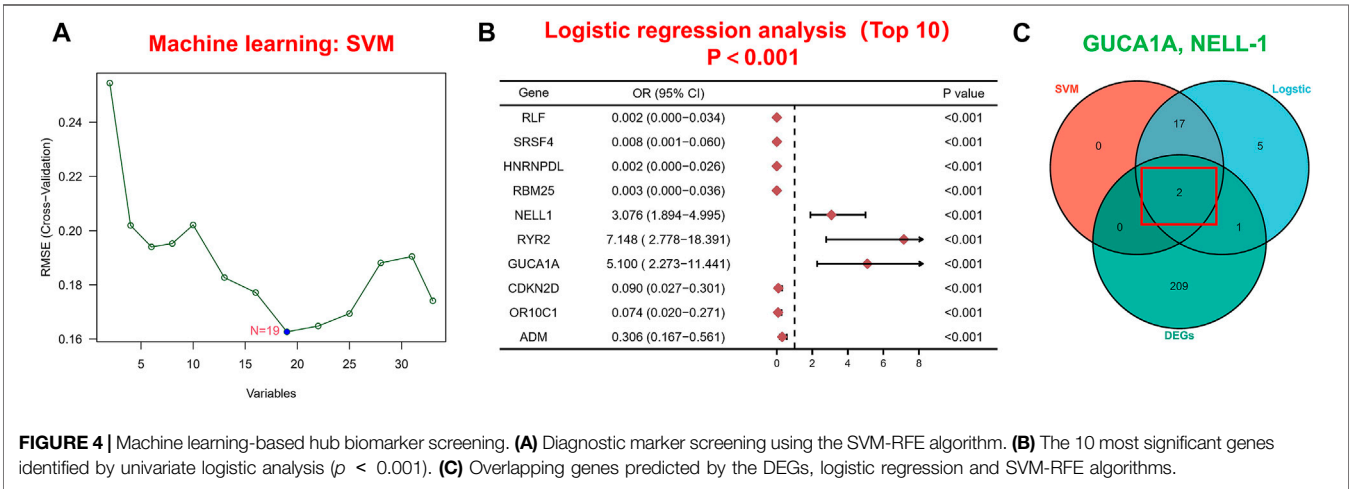 A
Machine learning: SVM
RMSE (Cross−Validation)
0.24
0.22
0.20
0.18
0.16
N=19
5 10 15 20 25 30
Variables
B
Logistic regression analysis（Top 10）
P < 0.001
Gene OR (95% CI) P value
RLF 0.002 (0.000−0.034) <0.001
SRSF4 0.008 (0.001−0.060) <0.001
HNRNPDL 0.002 (0.000−0.026) <0.001
RBM25 0.003 (0.000−0.036) <0.001
NELL1 3.076 (1.894−4.995) <0.001
RYR2 7.148 ( 2.778−18.391) <0.001
GUCA1A 5.100 ( 2.273−11.441) <0.001
CDKN2D 0.090 (0.027−0.301) <0.001
OR10C1 0.074 (0.020−0.271) <0.001
ADM 0.306 (0.167−0.561) <0.001
0 2 4 6 8
C
GUCA1A, NELL-1
SVM
Logstic
17
0
5
2
0
1
209
DEGs
FIGURE 4 | Machine learning-based hub biomarker screening. (A) Diagnostic marker screening using the SVM-RFE algorithm. (B) The 10 most significant genes
identified by univariate logistic analysis (p < 0.001). (C) Overlapping genes predicted by the DEGs, logistic regression and SVM-RFE algorithms.